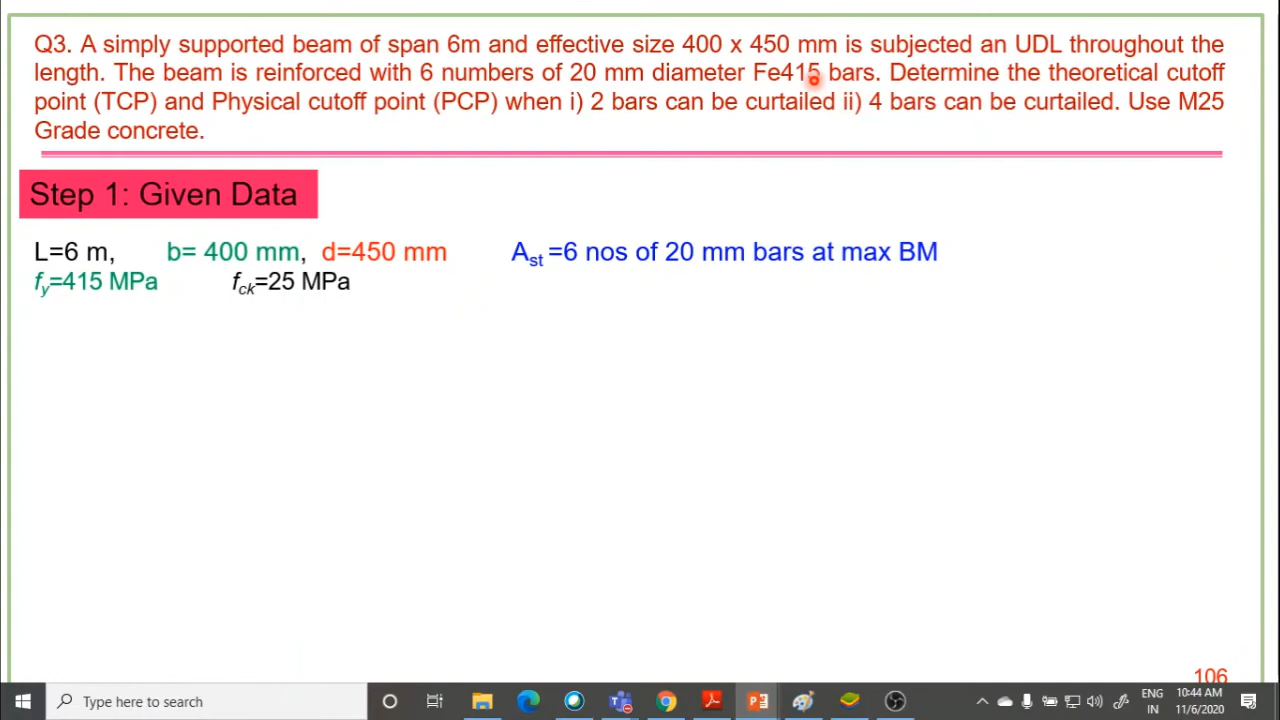 Q3. A simply supported beam of span 6m and effective size 400 x 450 mm is subjected an UDL throughout the
length. The beam is reinforced with 6 numbers of 20 mm diameter Fe415 bars. Determine the theoretical cutoff
point (TCP) and Physical cutoff point (PCP) when i) 2 bars can be curtailed ii) 4 bars can be curtailed. Use M25
Grade concrete.
Step 1: Given Data
L=6 m, b= 400 mm, d=450 mm Ast =6 nos of 20 mm bars at max BM
fy=415 MPa fck=25 MPa
106
Type here to search
ENG
IN
10:44 AM
11/6/2020